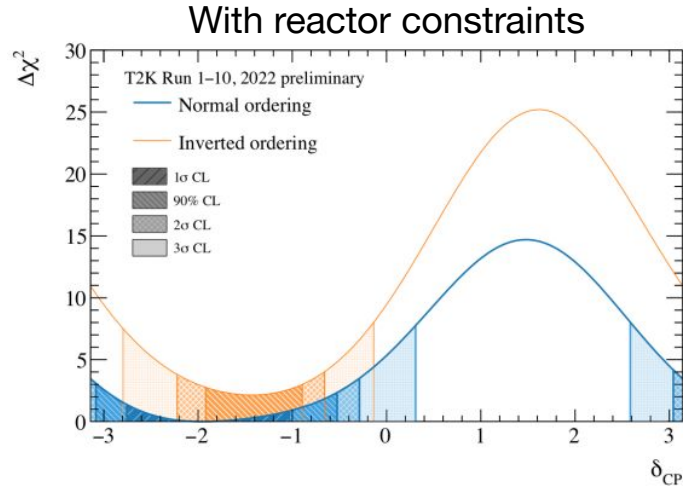 With reactor constraints
Δχ²
30
25
20
15
10
5
0
T2K Run 1–10, 2022 preliminary
Normal ordering
Inverted ordering
1σ CL
90% CL
2σ CL
3σ CL
−3 −2 −1 0 1 2 3
δCP